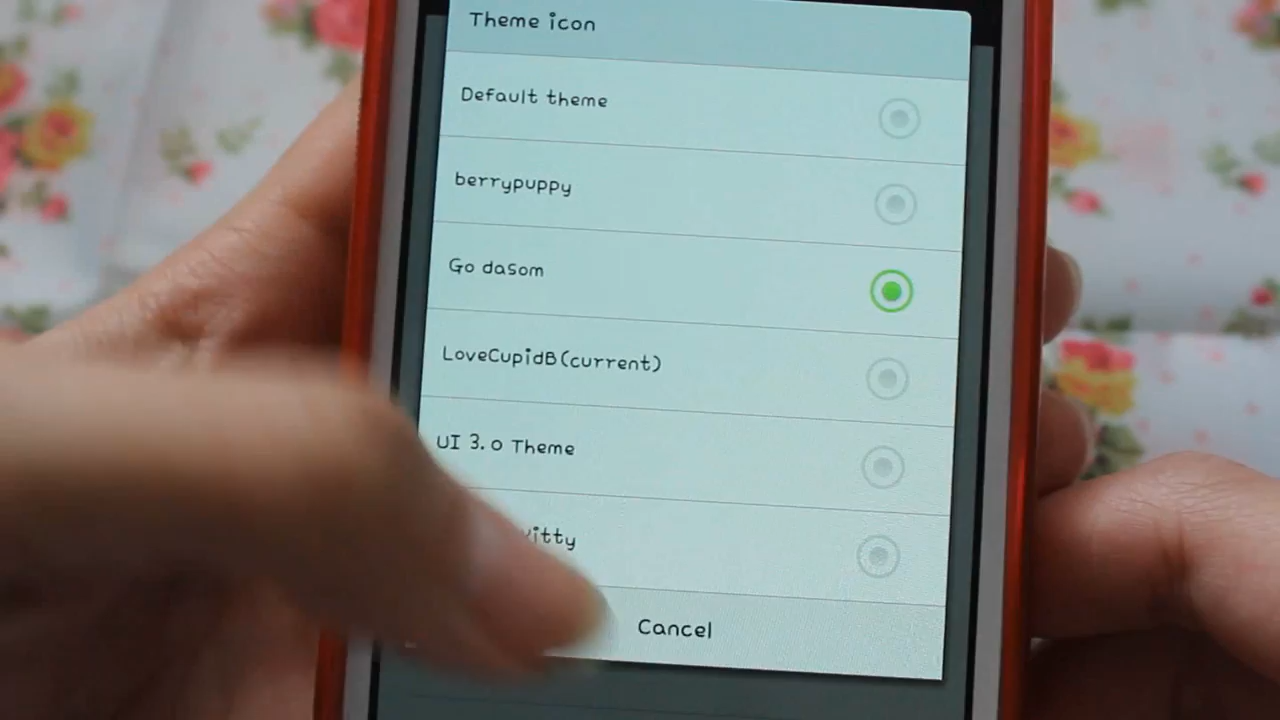 Theme icon
Default theme
berrypuppy
Go dasom
LoveCupidB(current)
UI 3.0 Theme
Cancel